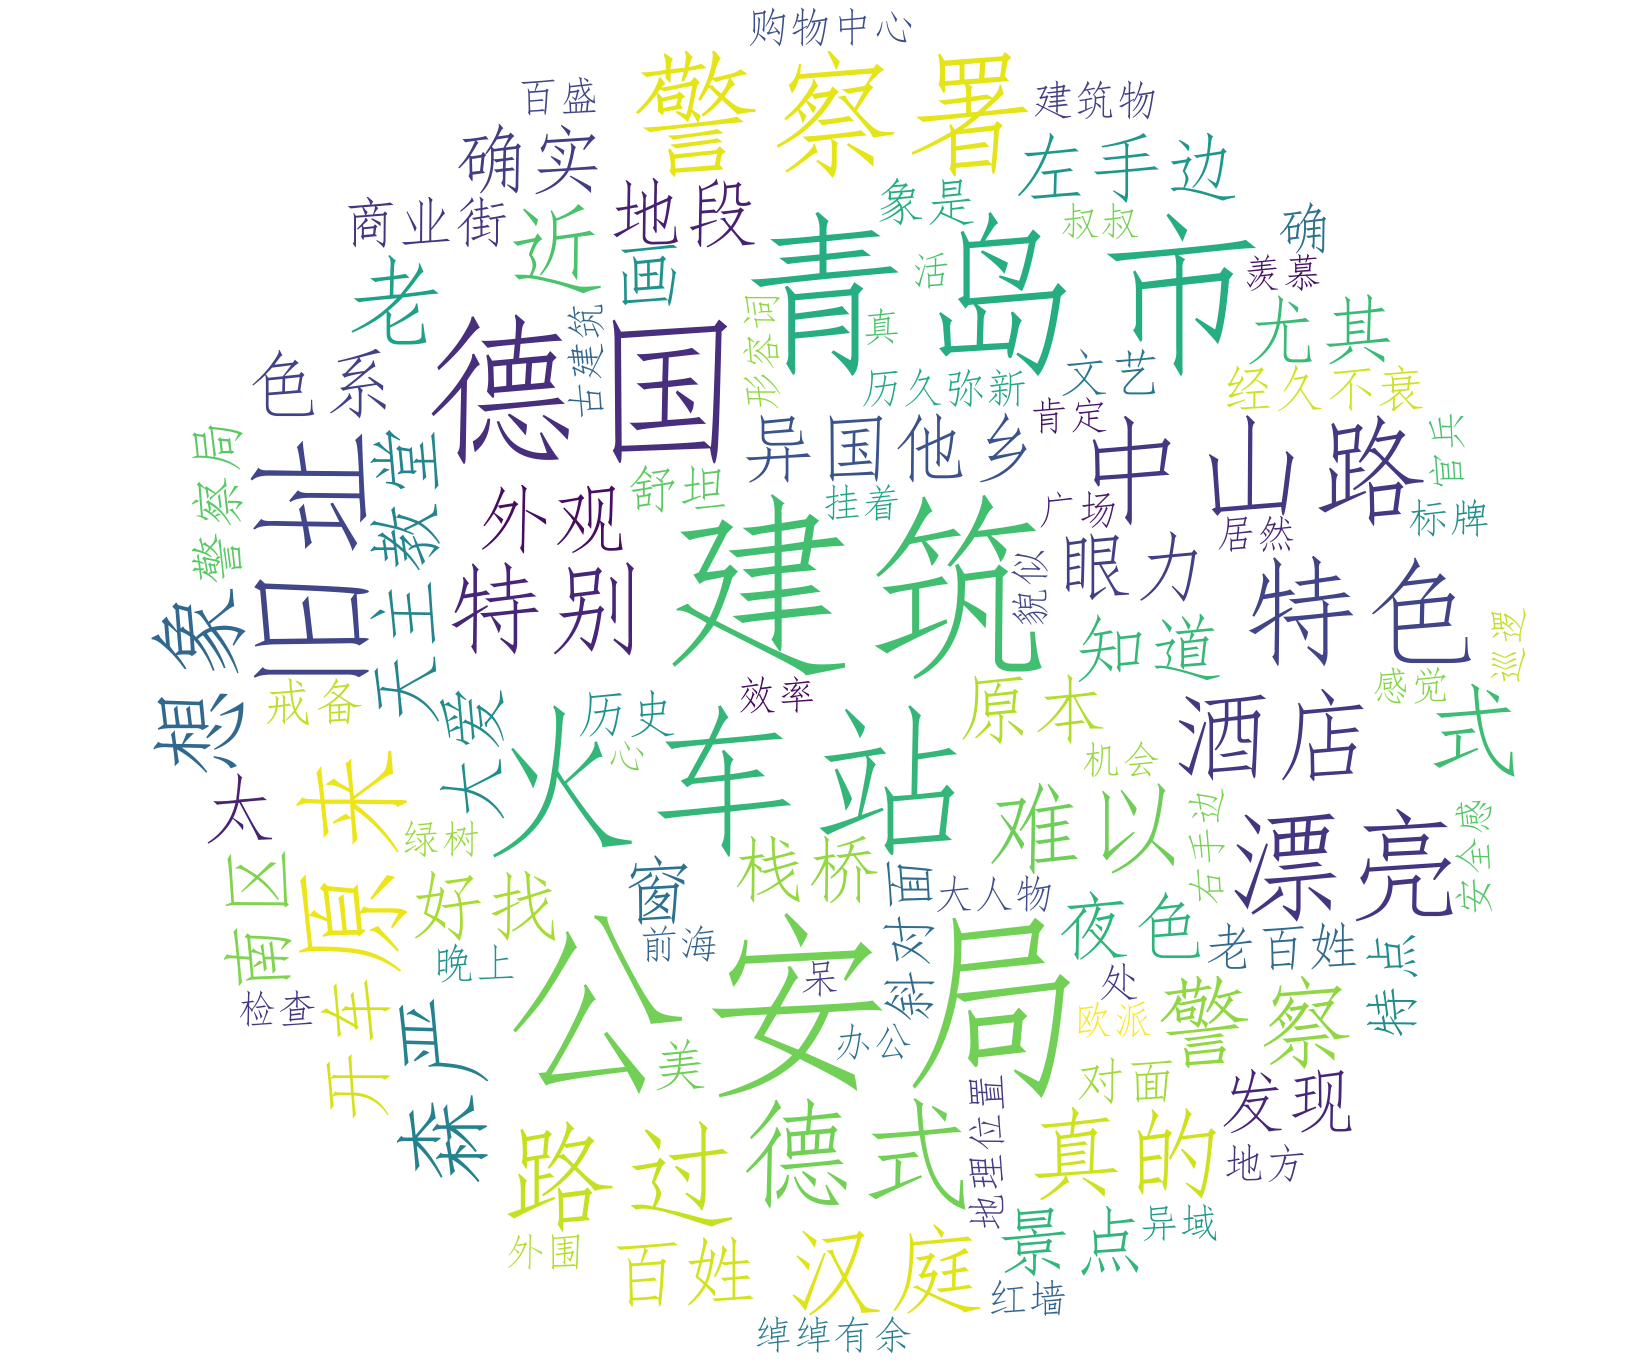 购物中心
警察署
百盛
建筑物
确实
左手边
地段
象是
叔叔
商业街
近
确
老
画
青岛市
活
羡慕
德国
古建筑
形容词
真
尤其
色系
历久弥新
文艺
经久不衰
警察局
旧址
天主教堂
异国他乡
肯定
中山路
官兵
外观
舒坦
挂着
广场
居然
标牌
特别
建筑
貌似
眼力
特色
想象
知道
巡逻
戒备
大爱
历史
效率
原本
酒店
感觉
式
太
原来
心
火车站
机会
绿树
难以
右手边
漂亮
安全感
南区
好找
窗
栈桥
斜对面
大人物
夜色
老百姓
特点
晚上
前海
公安局
呆
处
检查
开车
森严
美
办公
欧派
警察
对面
发现
路过
德式
地理位置
真的
地方
外围
百姓
汉庭
景点
异域
红墙
绰绰有余